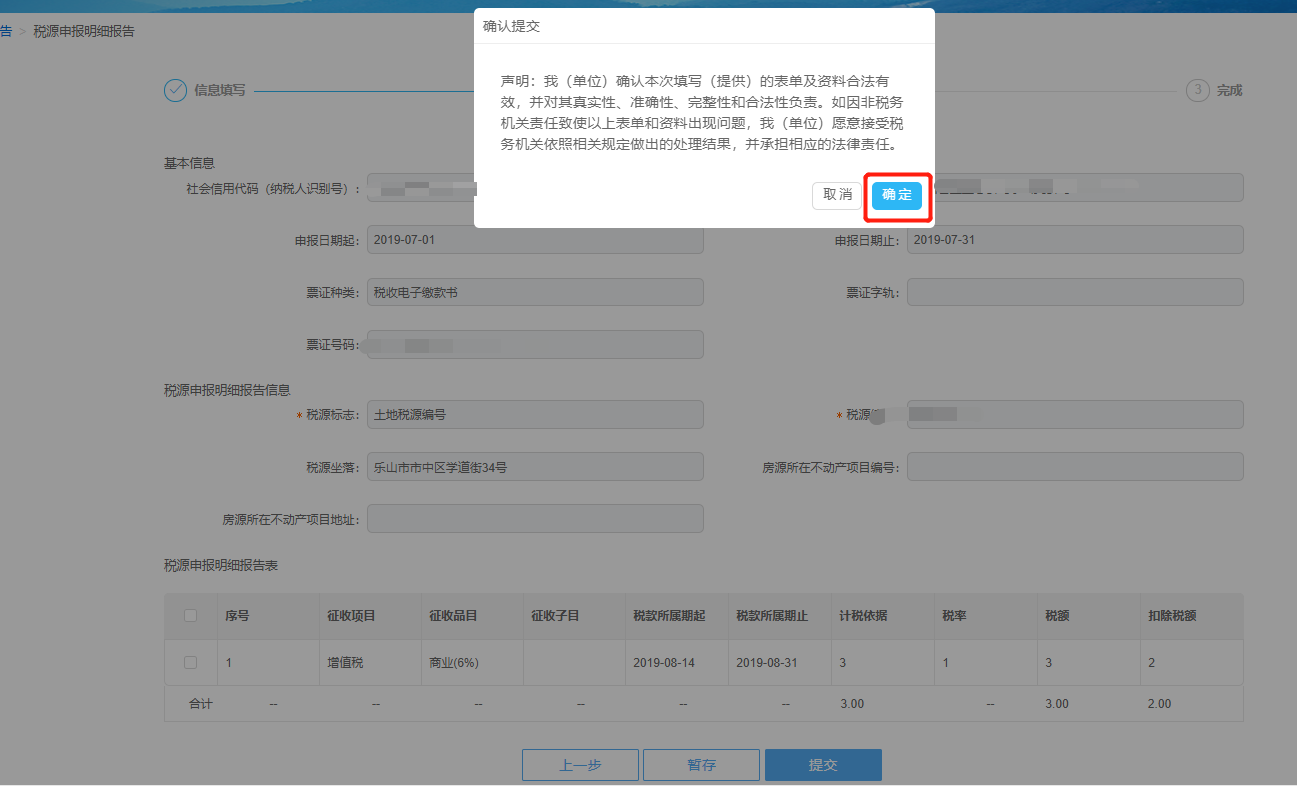 确认提交
告 > 税源申报明细报告
声明：我（单位）确认本次填写（提供）的表单及资料合法有
效，并对其真实性、准确性、完整性和合法性负责。如因非税务
机关责任致使以上表单和资料出现问题，我（单位）愿意接受税
务机关依照相关规定做出的处理结果，并承担相应的法律责任。
取消 确定
信息填写 3 完成
基本信息
社会信用代码（纳税人识别号）：
申报日期起： 2019-07-01 申报日期止： 2019-07-31
票证种类： 税收电子缴款书 票证字轨：
票证号码：
税源申报明细报告信息
* 税源标志： 土地税源编号 * 税源
税源坐落： 乐山市市中区学道街34号 房源所在不动产项目编号：
房源所在不动产项目地址：
税源申报明细报告表
序号 征收项目 征收品目 征收子目 税款所属期起 税款所属期止 计税依据 税率 税额 扣除税额
1 增值税 商业(6%) 2019-08-14 2019-08-31 3 1 3 2
合计 -- -- -- -- -- -- 3.00 -- 3.00 2.00
上一步 暂存 提交